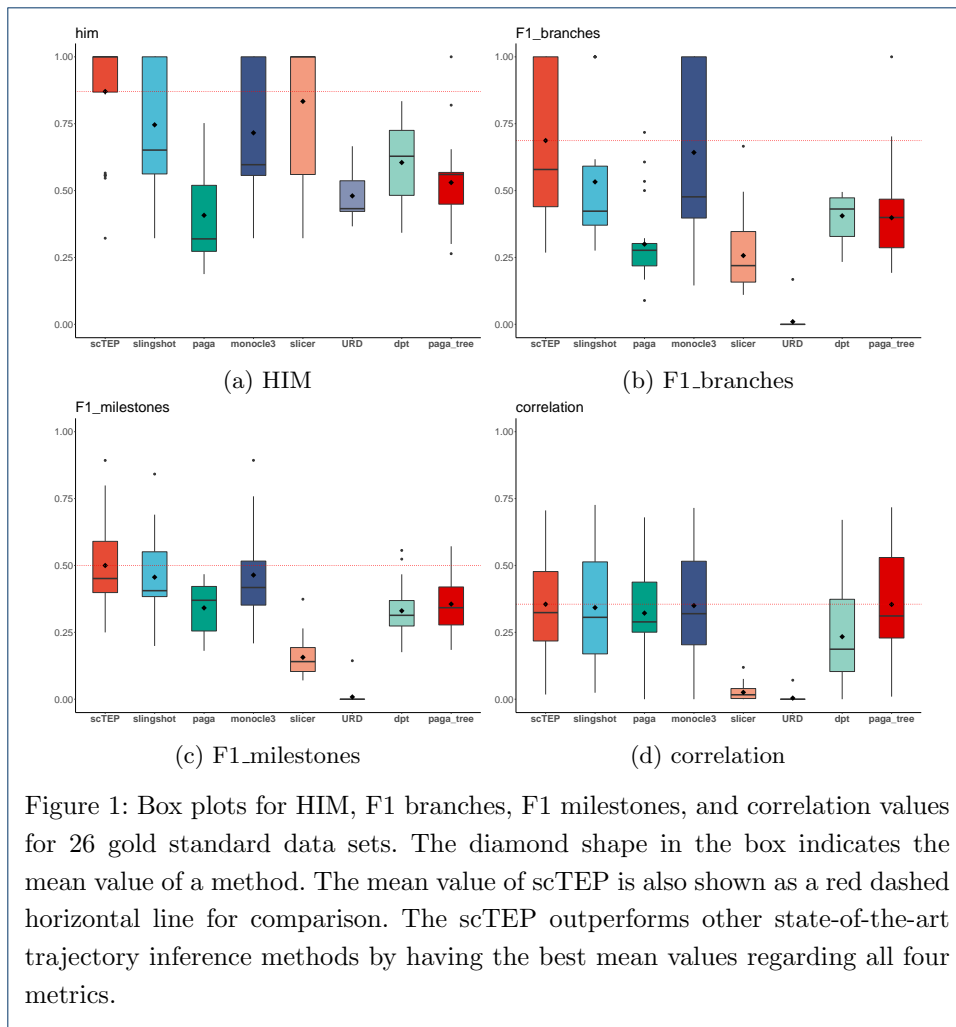 him
1.00
0.75
0.50
0.25
0.00
scTEP slingshot paga monocle3 slicer URD dpt paga_tree
(a) HIM
F1_branches
1.00
0.75
0.50
0.25
0.00
scTEP slingshot paga monocle3 slicer URD dpt paga_tree
(b) F1_branches
F1_milestones
1.00
0.75
0.50
0.25
0.00
scTEP slingshot paga monocle3 slicer URD dpt paga_tree
(c) F1_milestones
correlation
1.00
0.75
0.50
0.25
0.00
scTEP slingshot paga monocle3 slicer URD dpt paga_tree
(d) correlation
Figure 1: Box plots for HIM, F1 branches, F1 milestones, and correlation values
for 26 gold standard data sets. The diamond shape in the box indicates the
mean value of a method. The mean value of scTEP is also shown as a red dashed
horizontal line for comparison. The scTEP outperforms other state-of-the-art
trajectory inference methods by having the best mean values regarding all four
metrics.